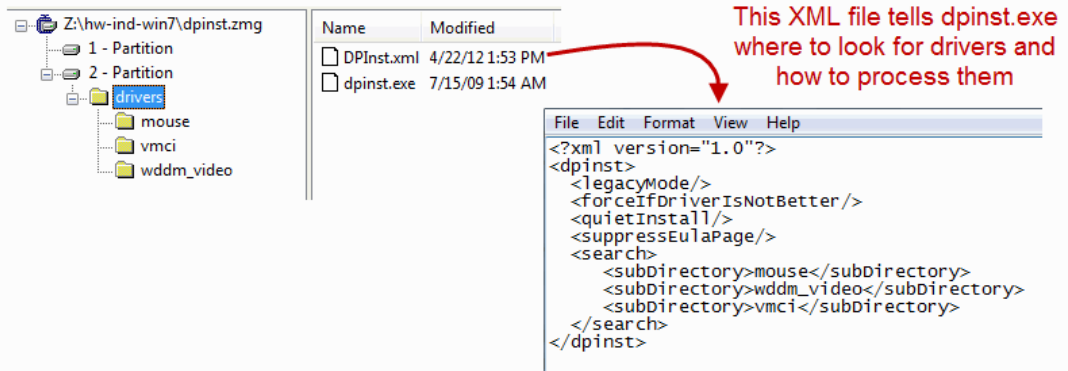 Z:\hw-ind-win7\dpinst.zmg
1 - Partition
2 - Partition
drivers
mouse
vmci
wddm_video
Name Modified
DPInst.xml 4/22/12 1:53 PM
dpinst.exe 7/15/09 1:54 AM
This XML file tells dpinst.exe
where to look for drivers and
how to process them
File Edit Format View Help
<?xml version="1.0"?>
<dpinst>
<legacyMode/>
<forceIfDriverIsNotBetter/>
<quietInstall/>
<suppressEulaPage/>
<search>
<subDirectory>mouse</subDirectory>
<subDirectory>wddm_video</subDirectory>
<subDirectory>vmci</subDirectory>
</search>
</dpinst>